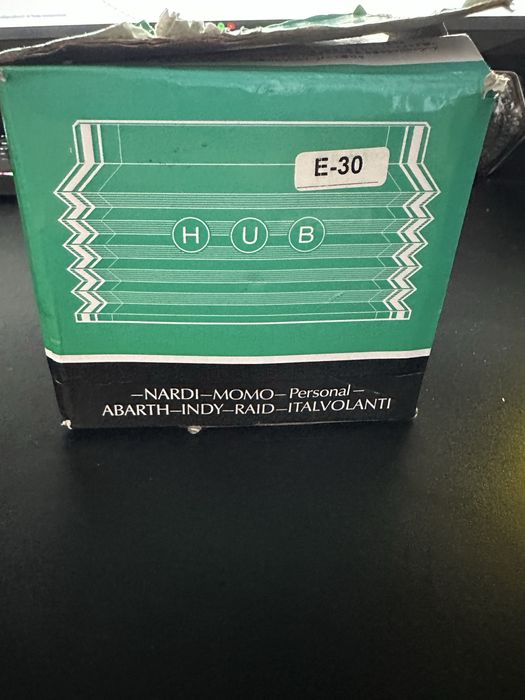 E-30
H U B
–NARDI–MOMO–Personal–
ABARTH–INDY–RAID–ITALVOLANTI